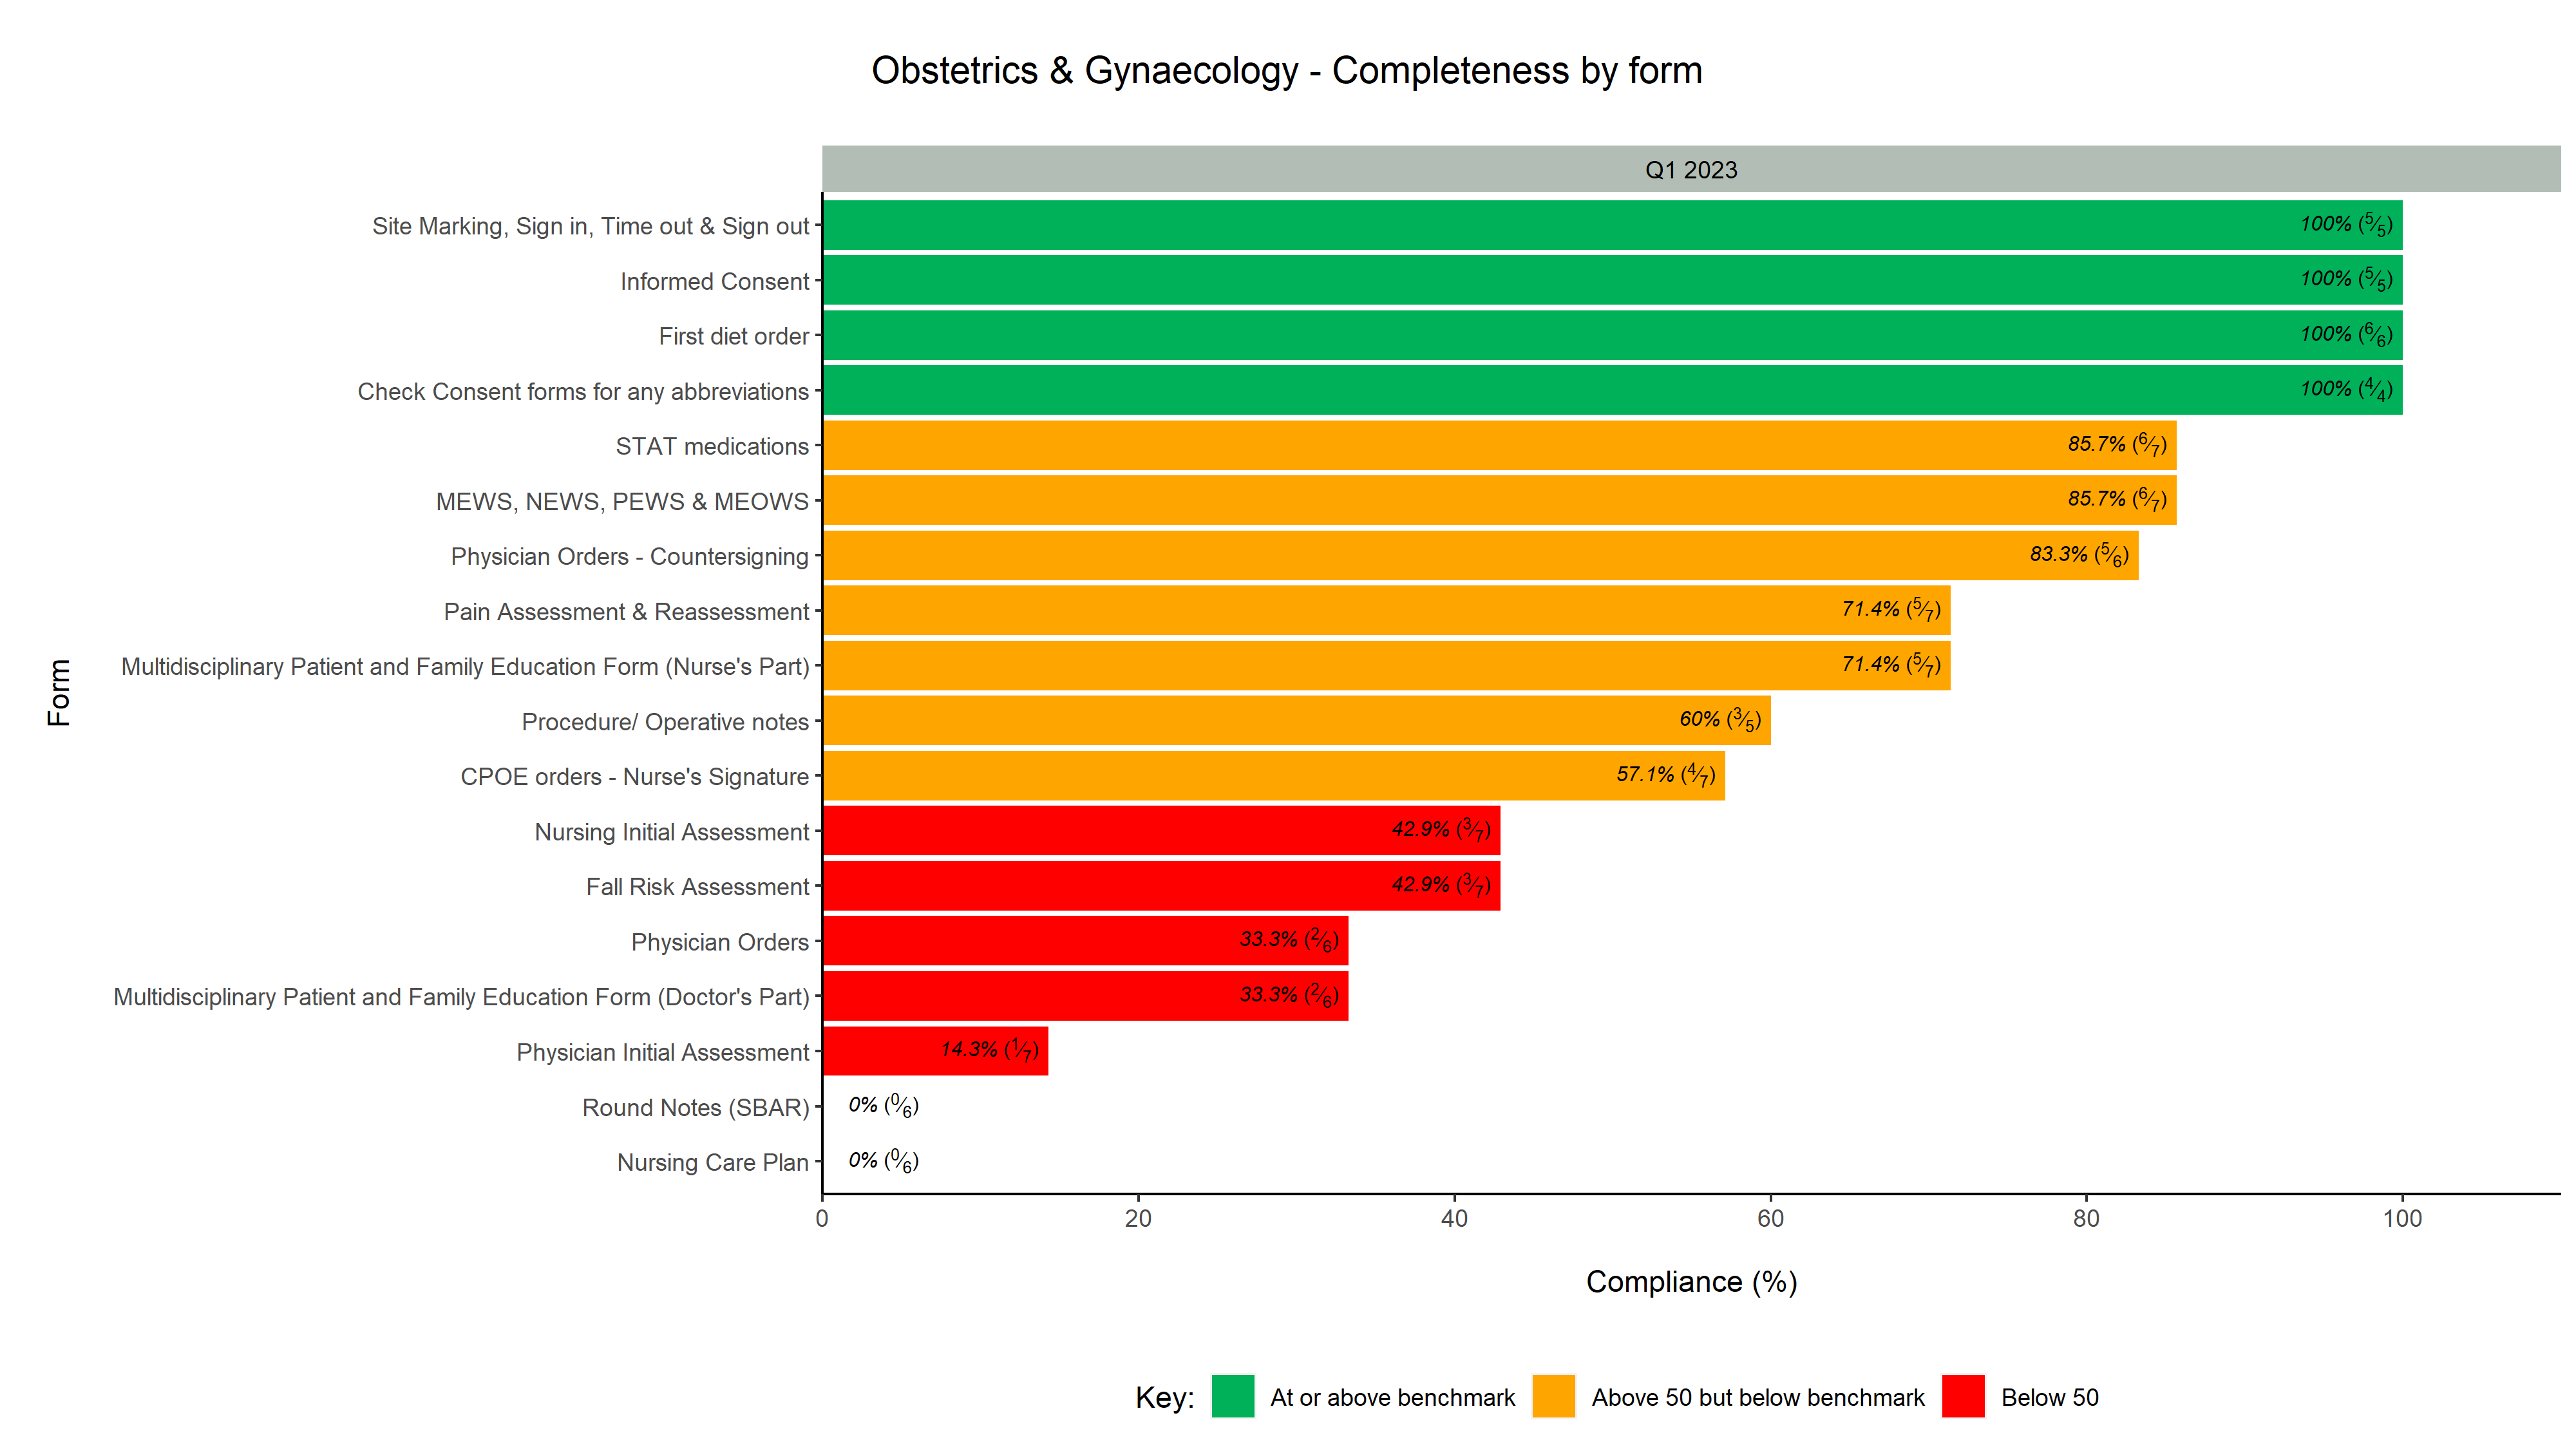 Obstetrics & Gynaecology - Completeness by form
Q1 2023
Form
Site Marking, Sign in, Time out & Sign out 100% (5⁄5)
Informed Consent 100% (5⁄5)
First diet order 100% (6⁄6)
Check Consent forms for any abbreviations 100% (4⁄4)
STAT medications 85.7% (6⁄7)
MEWS, NEWS, PEWS & MEOWS 85.7% (6⁄7)
Physician Orders - Countersigning 83.3% (5⁄6)
Pain Assessment & Reassessment 71.4% (5⁄7)
Multidisciplinary Patient and Family Education Form (Nurse's Part) 71.4% (5⁄7)
Procedure/ Operative notes 60% (3⁄5)
CPOE orders - Nurse's Signature 57.1% (4⁄7)
Nursing Initial Assessment 42.9% (3⁄7)
Fall Risk Assessment 42.9% (3⁄7)
Physician Orders 33.3% (2⁄6)
Multidisciplinary Patient and Family Education Form (Doctor's Part) 33.3% (2⁄6)
Physician Initial Assessment 14.3% (1⁄7)
Round Notes (SBAR) 0% (0⁄6)
Nursing Care Plan 0% (0⁄6)
0 20 40 60 80 100
Compliance (%)
Key: At or above benchmark Above 50 but below benchmark Below 50